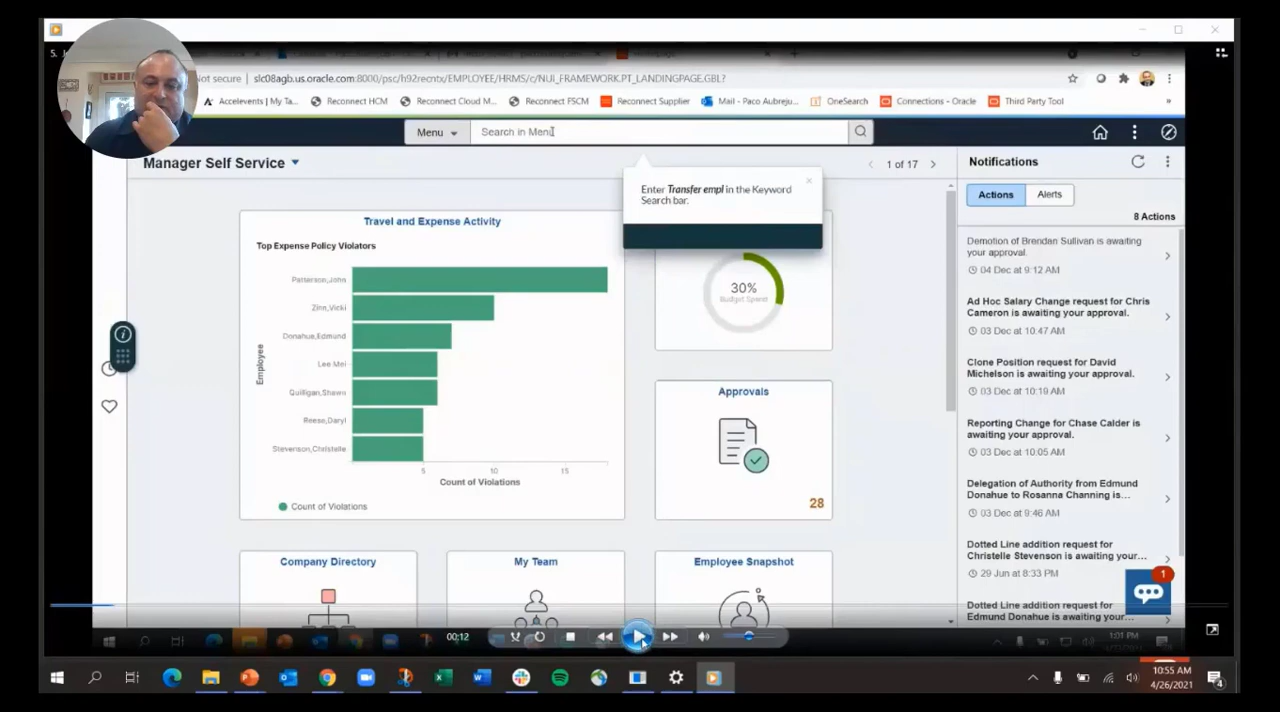 Not secure
slc08agb.us.oracle.com:8000/psc/h92recntx/EMPLOYEE/HRMS/c/NUI_FRAMEWORK.PT_LANDINGPAGE.GBL?
Accelevents | My Ta...
Reconnect HCM
Reconnect Cloud M...
Reconnect FSCM
Reconnect Supplier
Mail - Paco Aubreju...
OneSearch
Connections - Oracle
Third Party Tool
»
Menu
Search in Menu
Manager Self Service
1 of 17
Notifications
Enter Transfer empl in the Keyword
Search bar.
Actions
Alerts
8 Actions
Travel and Expense Activity
Top Expense Policy Violators
Patterson,John
Zinn,Vicki
Donahue,Edmund
Lee,Mei
Quilligan,Shawn
Reese,Daryl
Stevenson,Christelle
Employee
5
10
15
Count of Violations
Count of Violations
30%
Budget Spent
Approvals
28
Company Directory
My Team
Employee Snapshot
Demotion of Brendan Sullivan is awaiting
your approval.
04 Dec at 9:12 AM
Ad Hoc Salary Change request for Chris
Cameron is awaiting your approval.
03 Dec at 10:47 AM
Clone Position request for David
Michelson is awaiting your approval.
03 Dec at 10:19 AM
Reporting Change for Chase Calder is
awaiting your approval.
03 Dec at 10:05 AM
Delegation of Authority from Edmund
Donahue to Rosanna Channing is...
03 Dec at 9:46 AM
Dotted Line addition request for
Christelle Stevenson is awaiting your...
29 Jun at 8:33 PM
Dotted Line addition request for
Edmund Donahue is awaiting your
1
00:12
1:01 PM
10:55 AM
4/26/2021
4